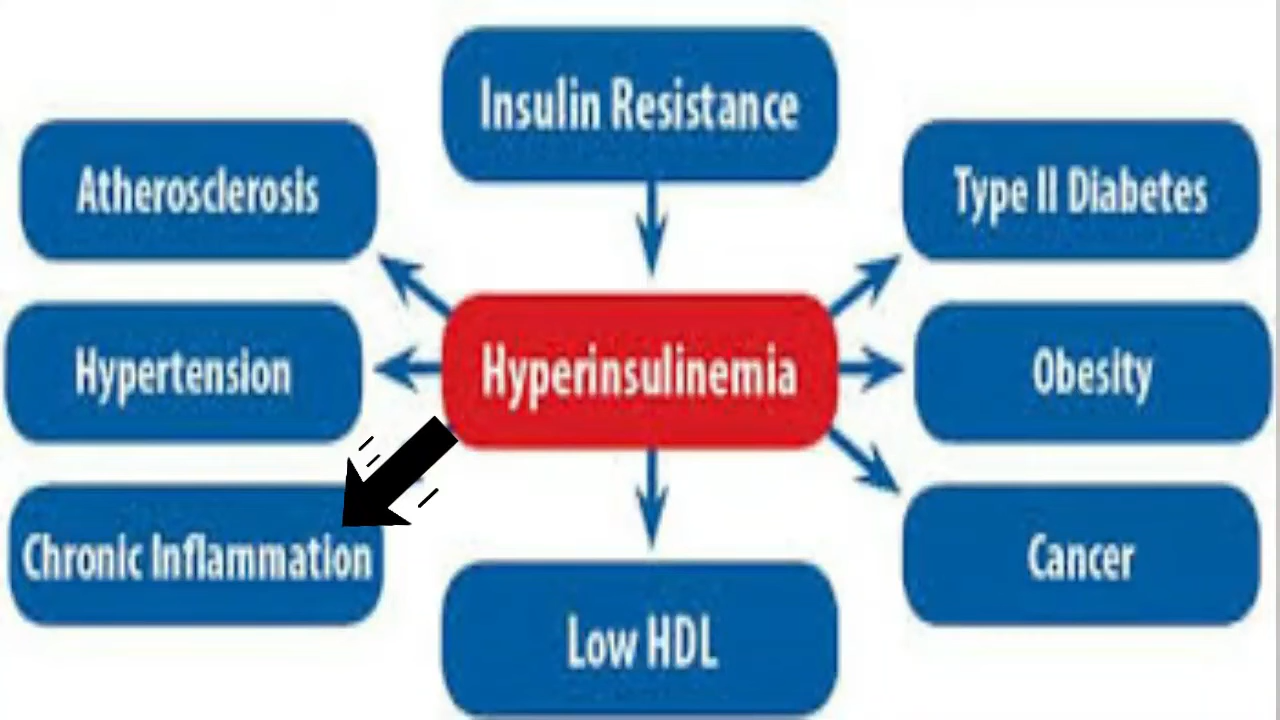 Insulin Resistance
Atherosclerosis
Type II Diabetes
Hypertension
Hyperinsulinemia
Obesity
Chronic Inflammation
Cancer
Low HDL